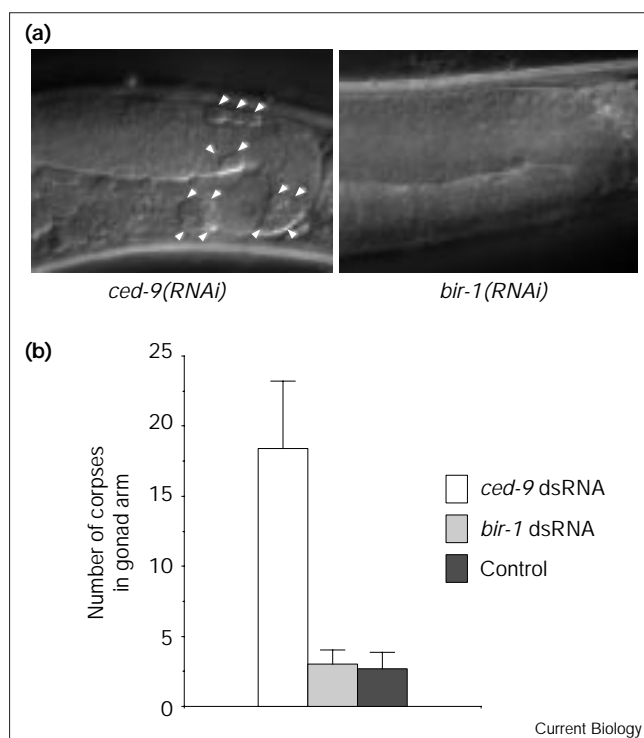 (a)
ced-9(RNAi)
bir-1(RNAi)
(b)
25
20
15
10
5
0
Number of corpses
in gonad arm
ced-9 dsRNA
bir-1 dsRNA
Control
Current Biology